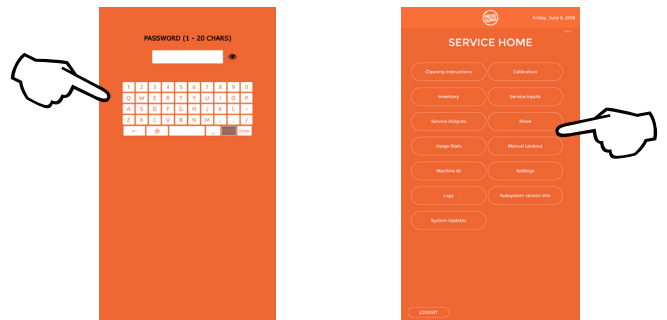 PASSWORD (1 - 20 CHARS)
1 2 3 4 5 6 7 8 9 0
Q W E R T Y U I O P
A S D F G H J K L -
Z X C V B N M /
← @ _ Enter
Friday, June 8, 2018
SERVICE HOME
Cleaning Instructions Calibration
Inventory Service Inputs
Service Outputs Rinse
Usage Stats Manual Lockout
Machine ID Settings
Logs Subsystem version info
System Updates
LOGOUT